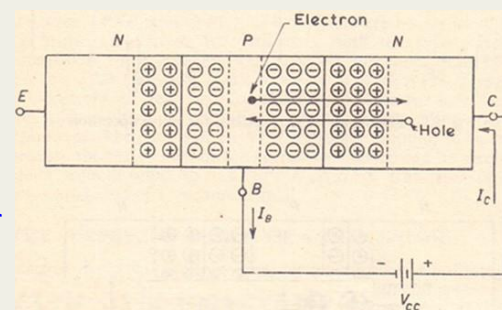 Electron
N P N
E
C
Hole
B
I_B
I_C
- +
V_CC